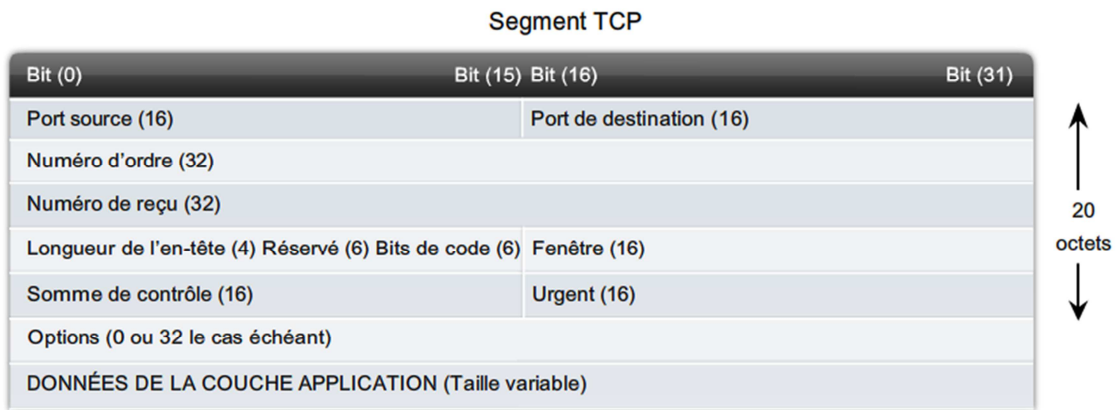 Segment TCP
Bit (0) Bit (15) Bit (16) Bit (31)
Port source (16) Port de destination (16)
Numéro d'ordre (32)
Numéro de reçu (32)
Longueur de l'en-tête (4) Réservé (6) Bits de code (6) Fenêtre (16)
Somme de contrôle (16) Urgent (16)
Options (0 ou 32 le cas échéant)
DONNÉES DE LA COUCHE APPLICATION (Taille variable)
20
octets